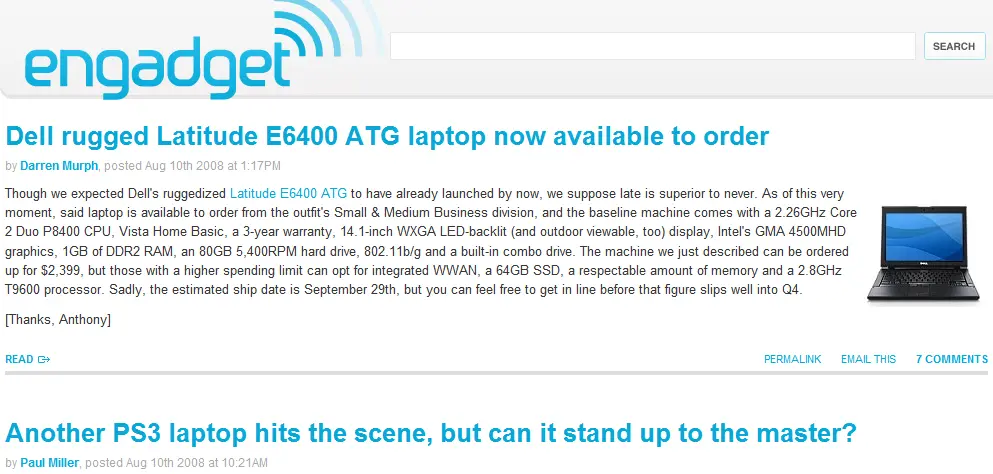 engadget
SEARCH
Dell rugged Latitude E6400 ATG laptop now available to order
by Darren Murph, posted Aug 10th 2008 at 1:17PM
Though we expected Dell's ruggedized Latitude E6400 ATG to have already launched by now, we suppose late is superior to never. As of this very
moment, said laptop is available to order from the outfit's Small & Medium Business division, and the baseline machine comes with a 2.26GHz Core
2 Duo P8400 CPU, Vista Home Basic, a 3-year warranty, 14.1-inch WXGA LED-backlit (and outdoor viewable, too) display, Intel's GMA 4500MHD
graphics, 1GB of DDR2 RAM, an 80GB 5,400RPM hard drive, 802.11b/g and a built-in combo drive. The machine we just described can be ordered
up for $2,399, but those with a higher spending limit can opt for integrated WWAN, a 64GB SSD, a respectable amount of memory and a 2.8GHz
T9600 processor. Sadly, the estimated ship date is September 29th, but you can feel free to get in line before that figure slips well into Q4.
[Thanks, Anthony]
READ PERMALINK EMAIL THIS 7 COMMENTS
Another PS3 laptop hits the scene, but can it stand up to the master?
by Paul Miller, posted Aug 10th 2008 at 10:21AM